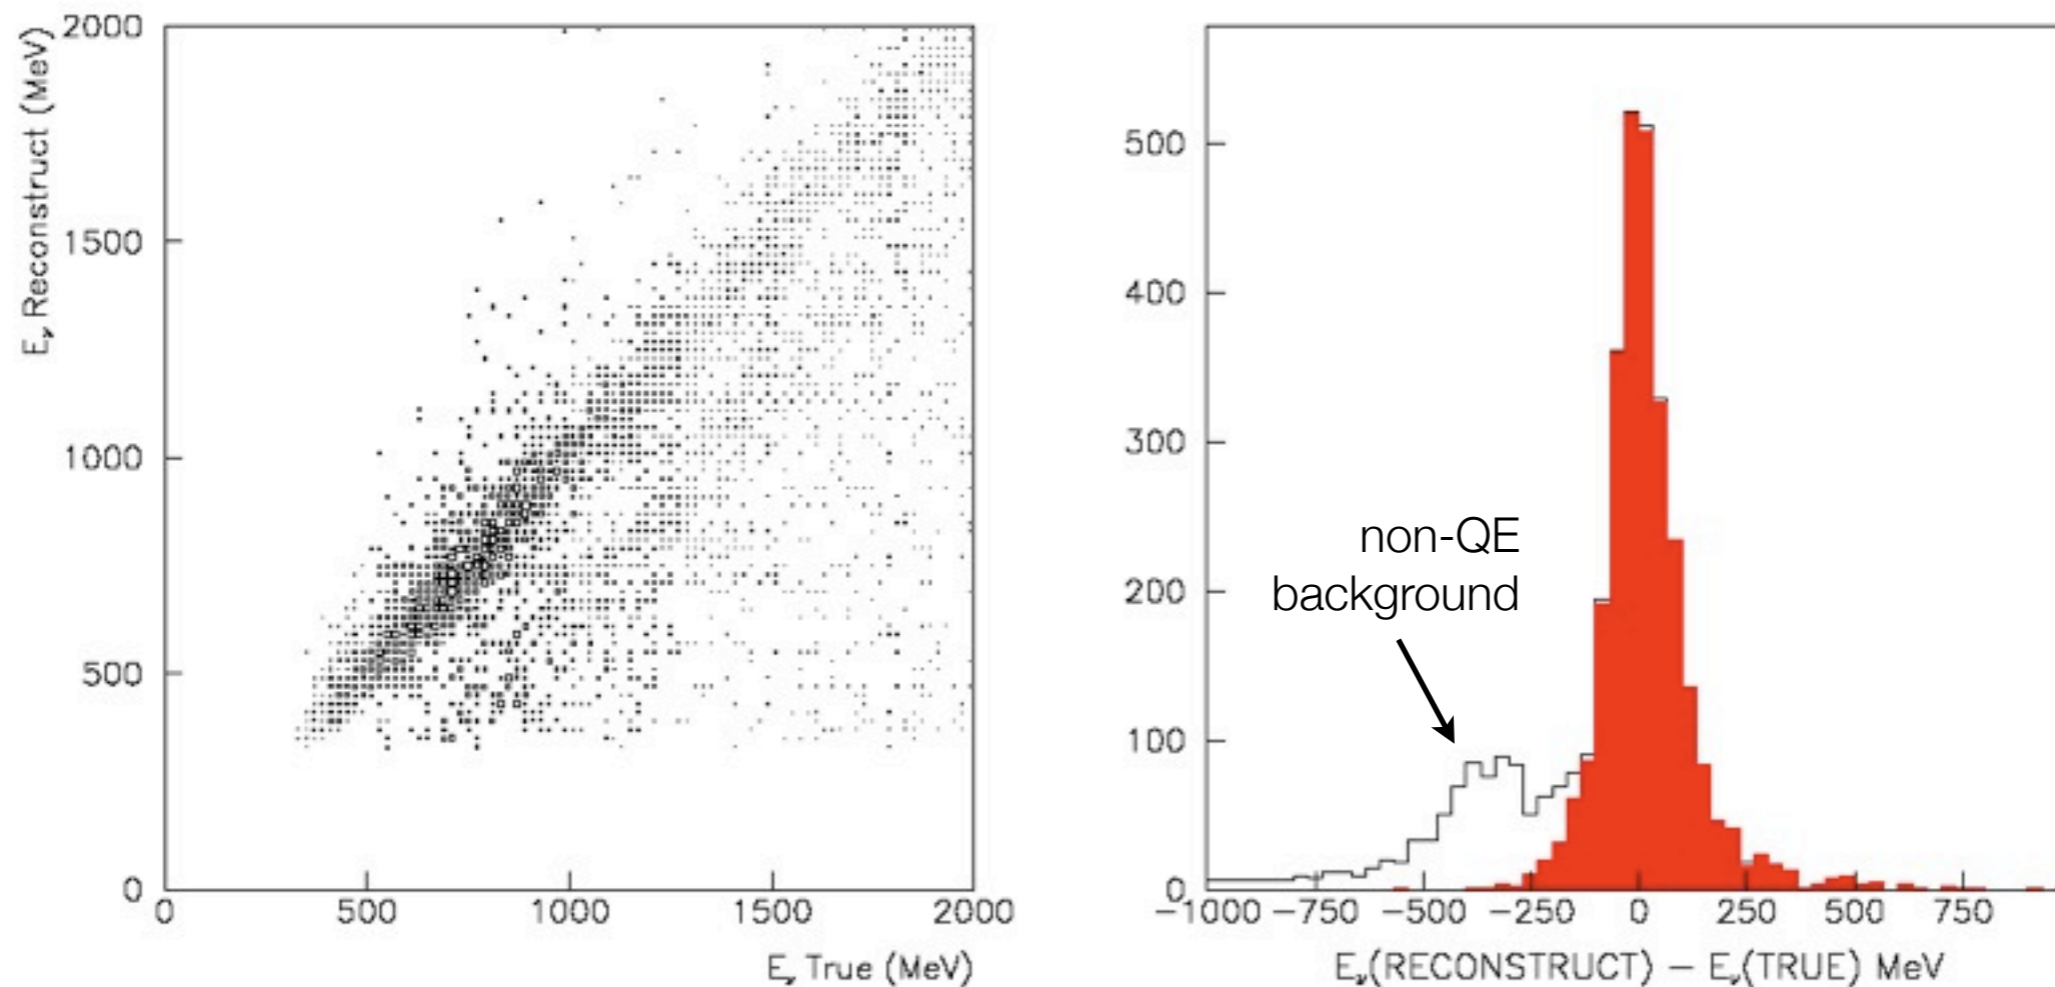 E𝜈 Reconstruct (MeV)
2000
1500
1000
500
0
0 500 1000 1500 2000
E𝜈 True (MeV)
500
400
300
200
100
0
non-QE
background
−1000 −750 −500 −250 0 250 500 750
E𝜈(RECONSTRUCT) − E𝜈(TRUE) MeV